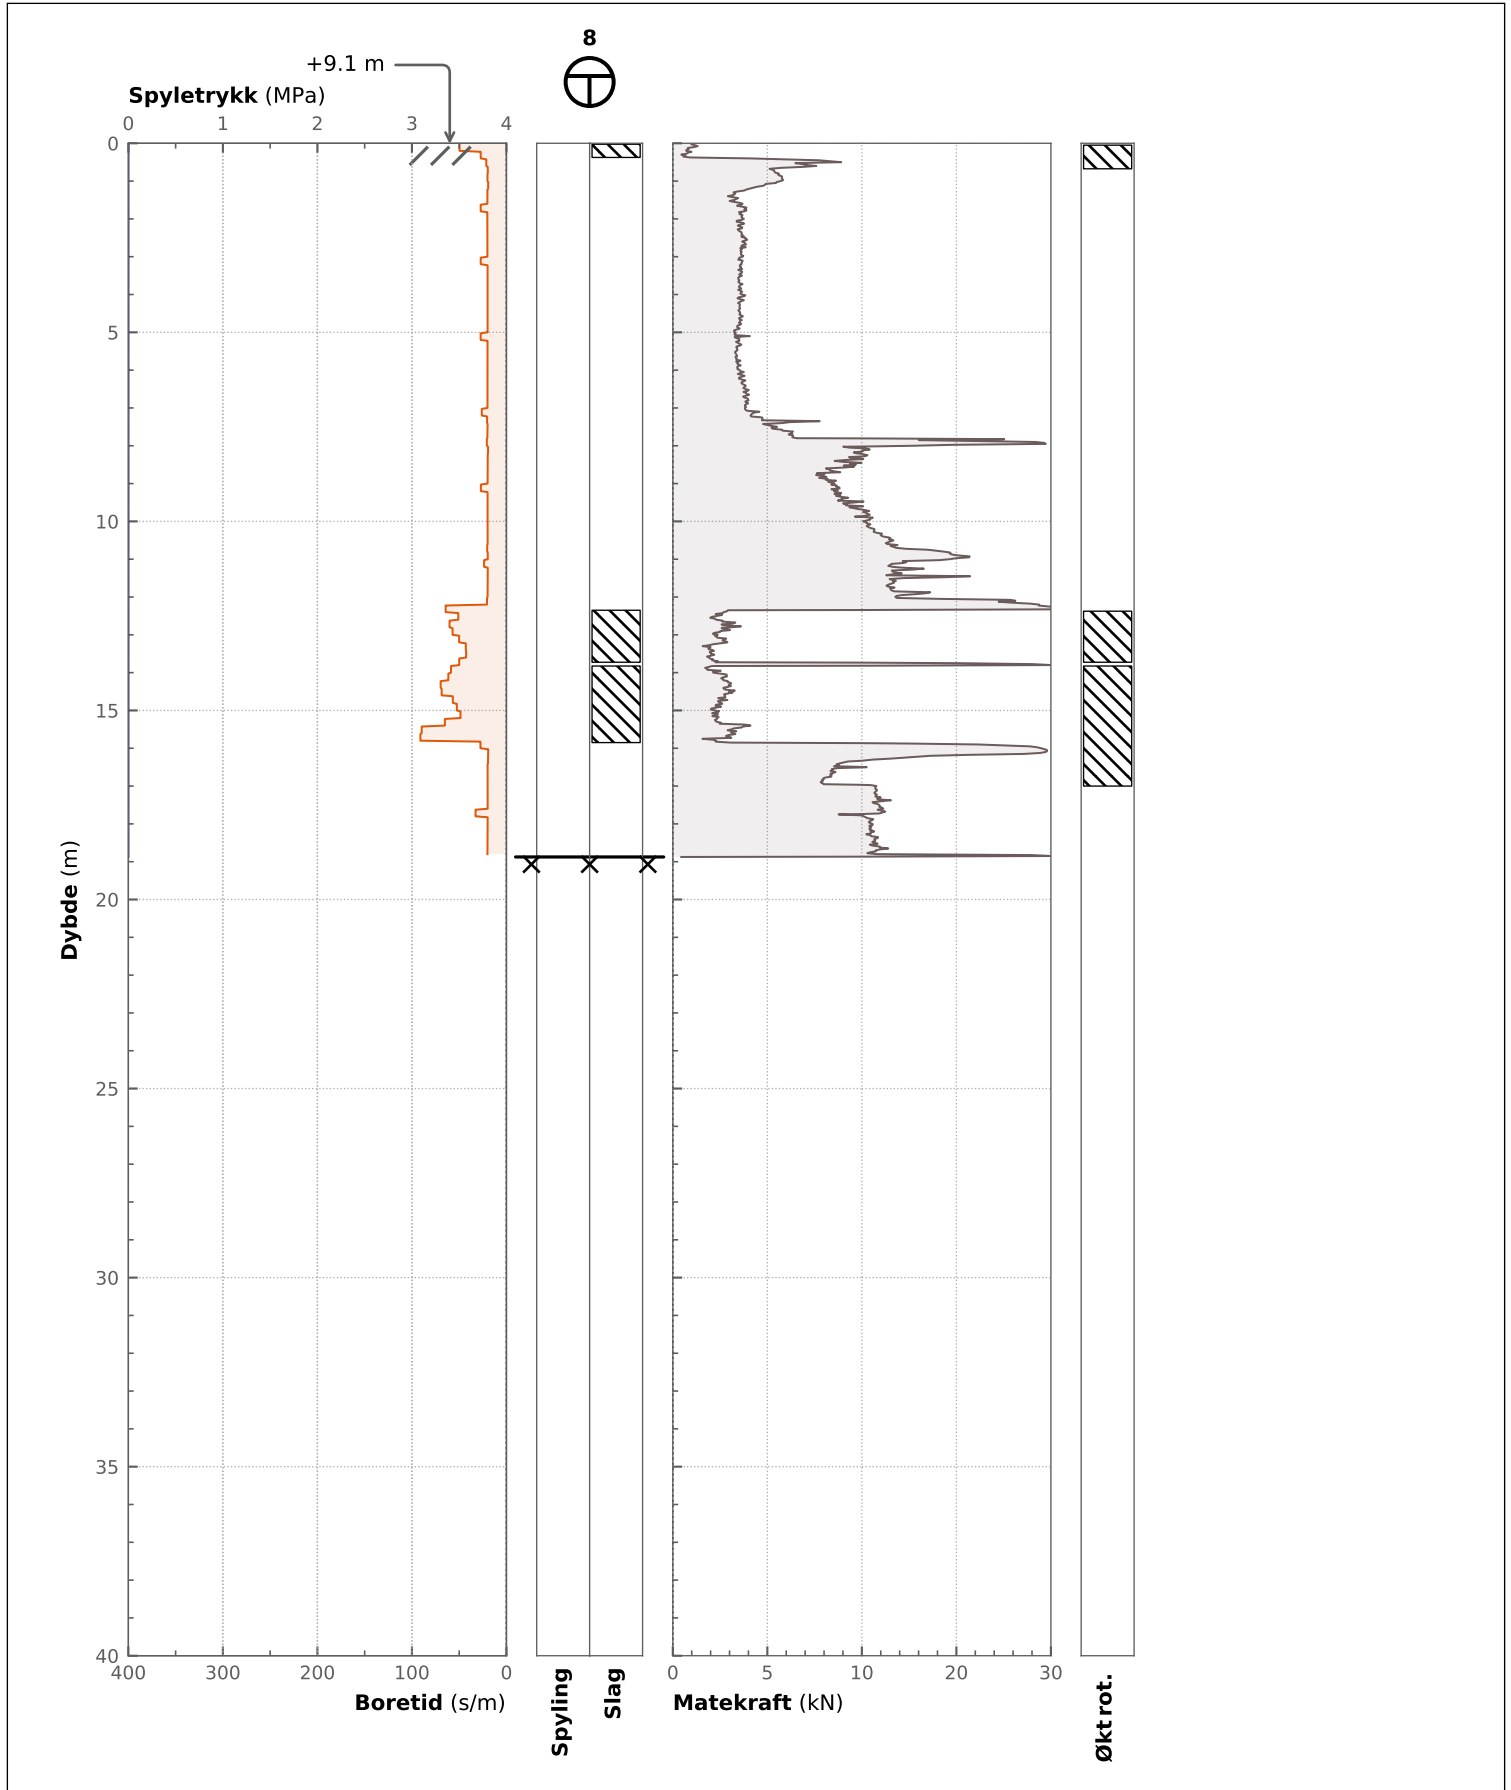 8
+9.1 m
Spyletrykk (MPa)
0 1 2 3 4
0
5
10
15
20
25
30
35
40
Dybde (m)
400 300 200 100 0
Boretid (s/m)
Spyling
Slag
0 5 10 20 30
Matekraft (kN)
Økt rot.